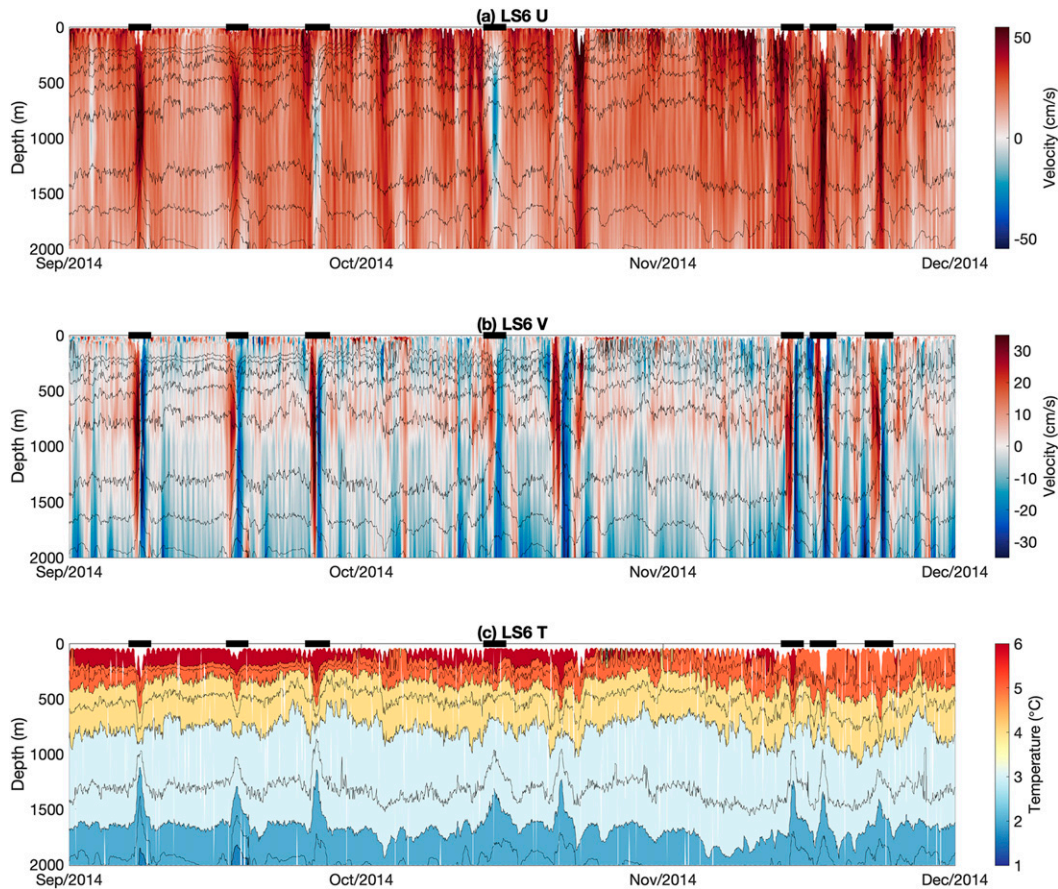 (a) LS6 U
0
500
1000
1500
2000
Depth (m)
Sep/2014 Oct/2014 Nov/2014 Dec/2014
50
0
-50
Velocity (cm/s)
(b) LS6 V
0
500
1000
1500
2000
Depth (m)
Sep/2014 Oct/2014 Nov/2014 Dec/2014
30
20
10
0
-10
-20
-30
Velocity (cm/s)
(c) LS6 T
0
500
1000
1500
2000
Depth (m)
Sep/2014 Oct/2014 Nov/2014 Dec/2014
6
5
4
3
2
1
Temperature (°C)